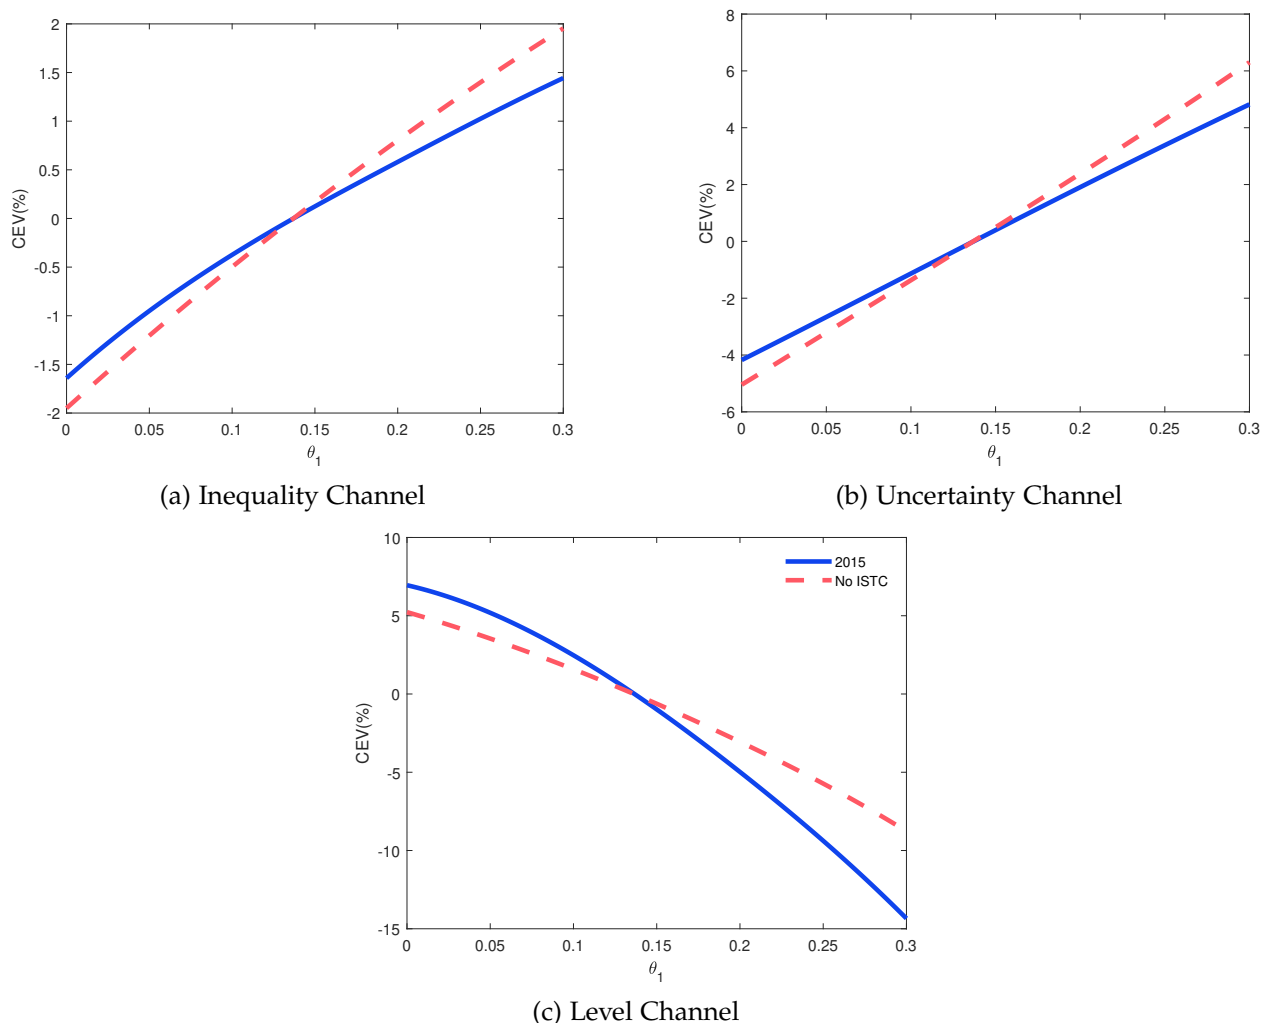 2
1.5
1
0.5
0
-0.5
-1
-1.5
-2
CEV(%)
0 0.05 0.1 0.15 0.2 0.25 0.3
θ1
(a) Inequality Channel
8
6
4
2
0
-2
-4
-6
CEV(%)
0 0.05 0.1 0.15 0.2 0.25 0.3
θ1
(b) Uncertainty Channel
10
5
0
-5
-10
-15
CEV(%)
2015
No ISTC
0 0.05 0.1 0.15 0.2 0.25 0.3
θ1
(c) Level Channel